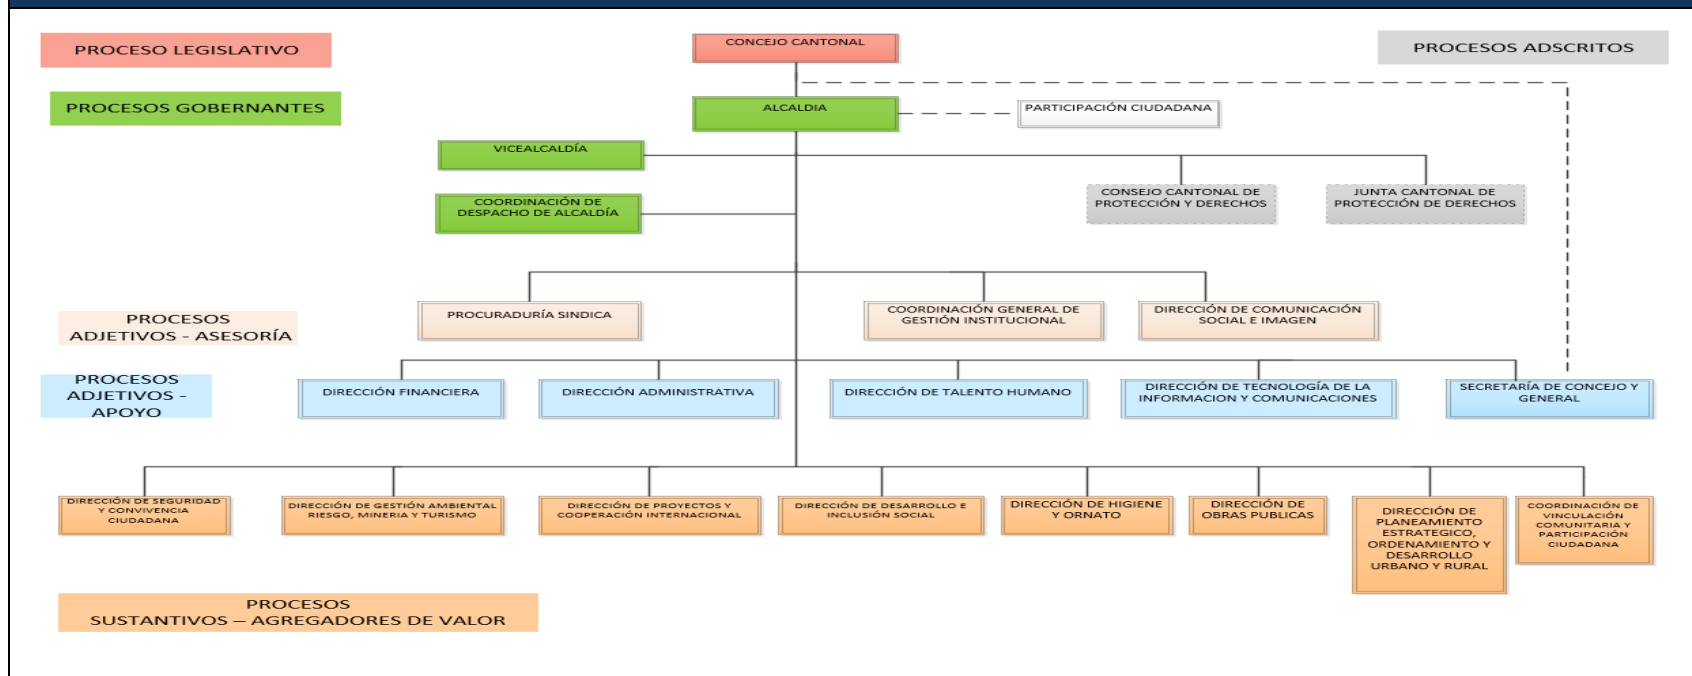 PROCESO LEGISLATIVO
CONCEJO CANTONAL
PROCESOS ADSCRITOS
PROCESOS GOBERNANTES
ALCALDIA
PARTICIPACIÓN CIUDADANA
VICEALCALDÍA
COORDINACIÓN DE
DESPACHO DE ALCALDÍA
CONSEJO CANTONAL DE
PROTECCIÓN Y DERECHOS
JUNTA CANTONAL DE
PROTECCIÓN DE DERECHOS
PROCESOS
ADJETIVOS - ASESORÍA
PROCURADURÍA SINDICA
COORDINACIÓN GENERAL DE
GESTIÓN INSTITUCIONAL
DIRECCIÓN DE COMUNICACIÓN
SOCIAL E IMAGEN
PROCESOS
ADJETIVOS -
APOYO
DIRECCIÓN FINANCIERA
DIRECCIÓN ADMINISTRATIVA
DIRECCIÓN DE TALENTO HUMANO
DIRECCIÓN DE TECNOLOGÍA DE LA
INFORMACION Y COMUNICACIONES
SECRETARÍA DE CONCEJO Y
GENERAL
DIRECCIÓN DE SEGURIDAD
Y CONVIVENCIA
CIUDADANA
DIRECCIÓN DE GESTIÓN AMBIENTAL
RIESGO, MINERIA Y TURISMO
DIRECCIÓN DE PROYECTOS Y
COOPERACIÓN INTERNACIONAL
DIRECCIÓN DE DESARROLLO E
INCLUSIÓN SOCIAL
DIRECCIÓN DE HIGIENE
Y ORNATO
DIRECCIÓN DE
OBRAS PUBLICAS
DIRECCIÓN DE
PLANEAMIENTO
ESTRATEGICO,
ORDENAMIENTO Y
DESARROLLO
URBANO Y RURAL
COORDINACIÓN DE
VINCULACIÓN
COMUNITARIA Y
PARTICIPACIÓN
CIUDADANA
PROCESOS
SUSTANTIVOS – AGREGADORES DE VALOR